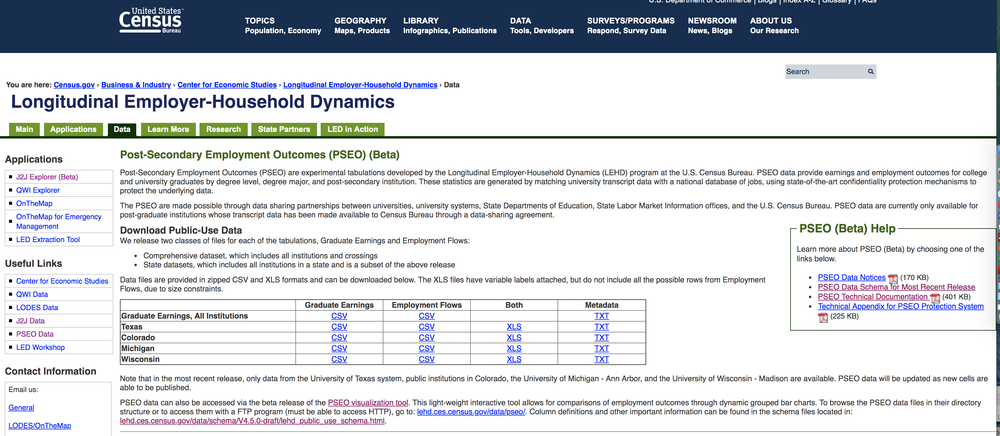 U.S. Department of Commerce | Blogs | Index A-Z | Glossary | FAQs
United States™
Census
Bureau
TOPICS
Population, Economy
GEOGRAPHY
Maps, Products
LIBRARY
Infographics, Publications
DATA
Tools, Developers
SURVEYS/PROGRAMS
Respond, Survey Data
NEWSROOM
News, Blogs
ABOUT US
Our Research
Search
You are here: Census.gov › Business & Industry › Center for Economic Studies › Longitudinal Employer-Household Dynamics › Data
Longitudinal Employer-Household Dynamics
Main Applications Data Learn More Research State Partners LED in Action
Applications
J2J Explorer (Beta)
QWI Explorer
OnTheMap
OnTheMap for Emergency
Management
LED Extraction Tool
Useful Links
Center for Economic Studies
QWI Data
LODES Data
J2J Data
PSEO Data
LED Workshop
Contact Information
Email us:
General
LODES/OnTheMap
Post-Secondary Employment Outcomes (PSEO) (Beta)
Post-Secondary Employment Outcomes (PSEO) are experimental tabulations developed by the Longitudinal Employer-Household Dynamics (LEHD) program at the U.S. Census Bureau. PSEO data provide earnings and employment outcomes for college
and university graduates by degree level, degree major, and post-secondary institution. These statistics are generated by matching university transcript data with a national database of jobs, using state-of-the-art confidentiality protection mechanisms to
protect the underlying data.
The PSEO are made possible through data sharing partnerships between universities, university systems, State Departments of Education, State Labor Market Information offices, and the U.S. Census Bureau. PSEO data are currently only available for
post-graduate institutions whose transcript data has been made available to Census Bureau through a data-sharing agreement.
Download Public-Use Data
We release two classes of files for each of the tabulations, Graduate Earnings and Employment Flows:
• Comprehensive dataset, which includes all institutions and crossings
• State datasets, which includes all institutions in a state and is a subset of the above release
Data files are provided in zipped CSV and XLS formats and can be downloaded below. The XLS files have variable labels attached, but do not include all the possible rows from Employment
Flows, due to size constraints.
Graduate Earnings Employment Flows Both Metadata
Graduate Earnings, All Institutions CSV CSV TXT
Texas CSV CSV XLS TXT
Colorado CSV CSV XLS TXT
Michigan CSV CSV XLS TXT
Wisconsin CSV CSV XLS TXT
Note that in the most recent release, only data from the University of Texas system, public institutions in Colorado, the University of Michigan - Ann Arbor, and the University of Wisconsin - Madison are available. PSEO data will be updated as new cells are
able to be published.
PSEO data can also be accessed via the beta release of the PSEO visualization tool. This light-weight interactive tool allows for comparisons of employment outcomes through dynamic grouped bar charts. To browse the PSEO data files in their directory
structure or to access them with a FTP program (must be able to access HTTP), go to: lehd.ces.census.gov/data/pseo/. Column definitions and other important information can be found in the schema files located in:
lehd.ces.census.gov/data/schema/V4.5.0-draft/lehd_public_use_schema.html.
PSEO (Beta) Help
Learn more about PSEO (Beta) by choosing one of the
links below.
• PSEO Data Notices (170 KB)
• PSEO Data Schema for Most Recent Release
• PSEO Technical Documentation (401 KB)
• Technical Appendix for PSEO Protection System
(225 KB)